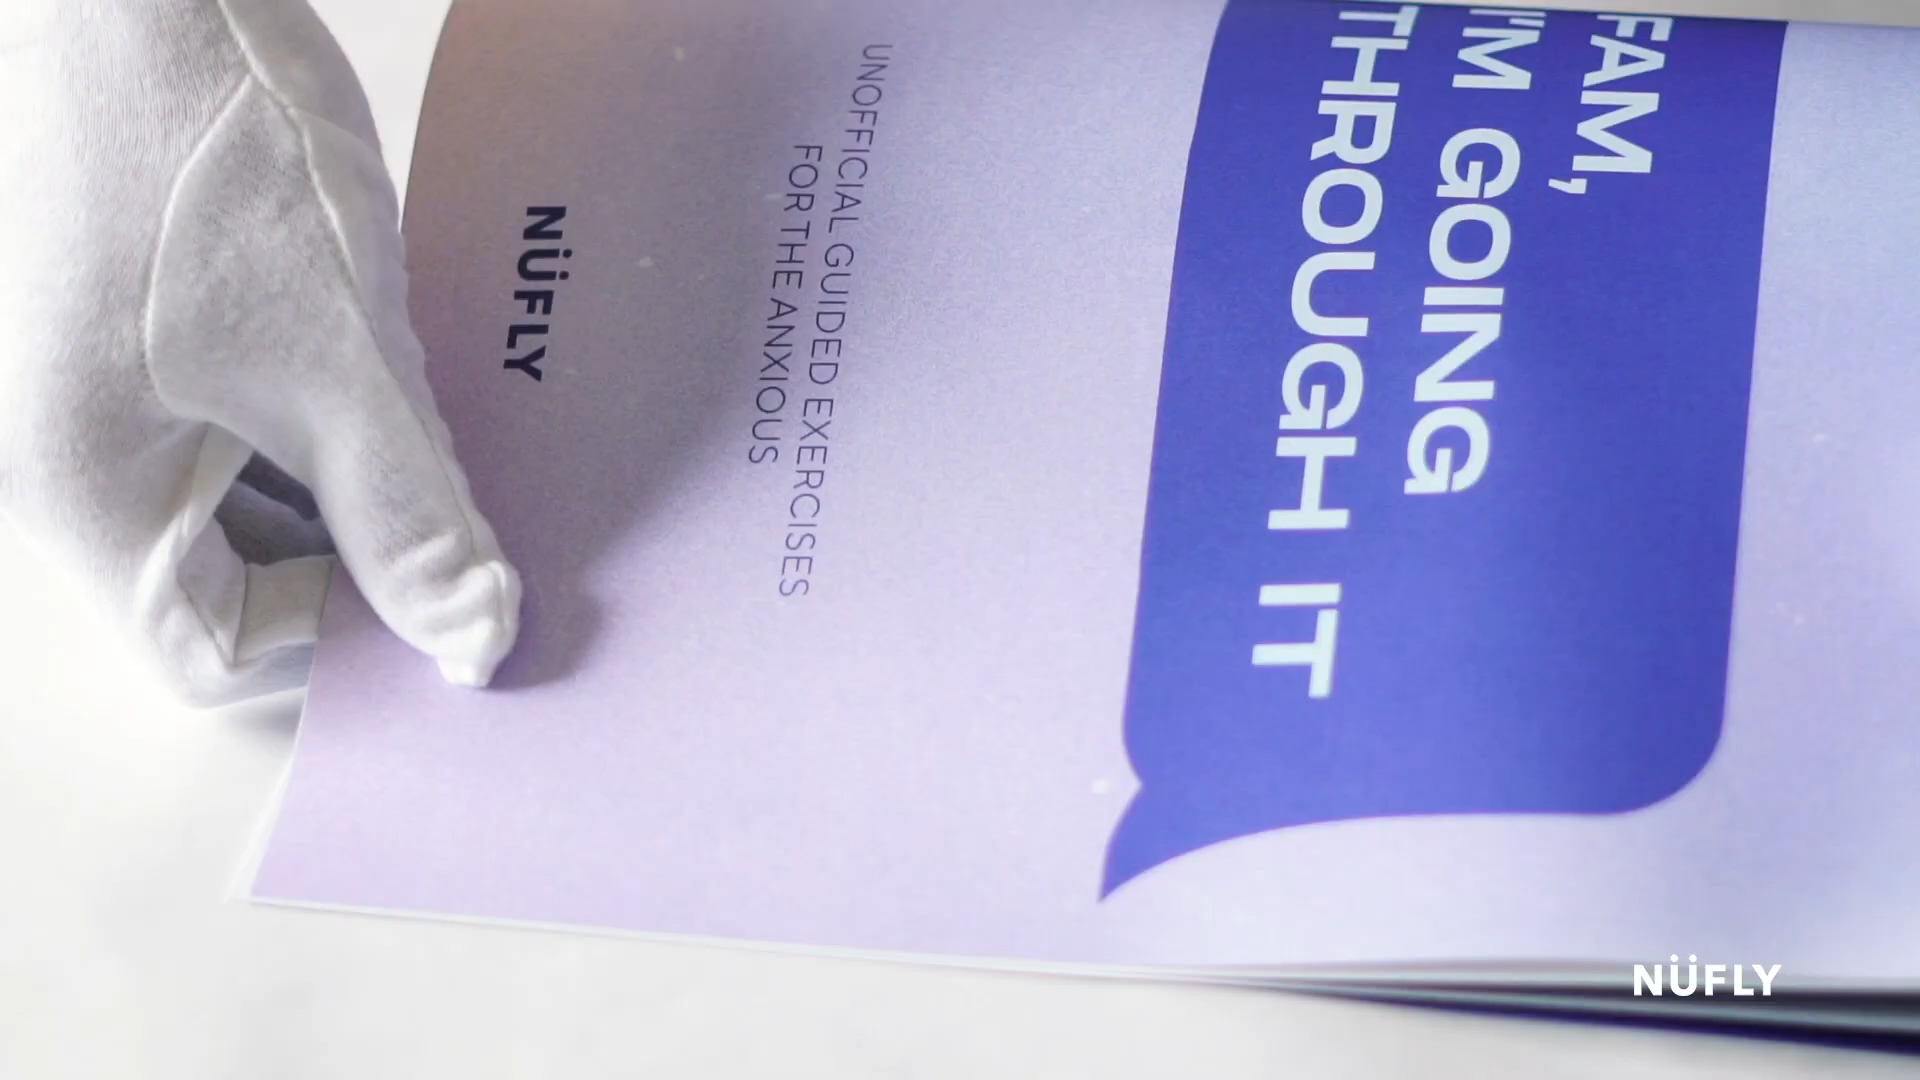 FAM,
I'M GOING
THROUGH IT
UNOFFICIAL GUIDED EXERCISES
FOR THE ANXIOUS
NÜFLY
NÜFLY